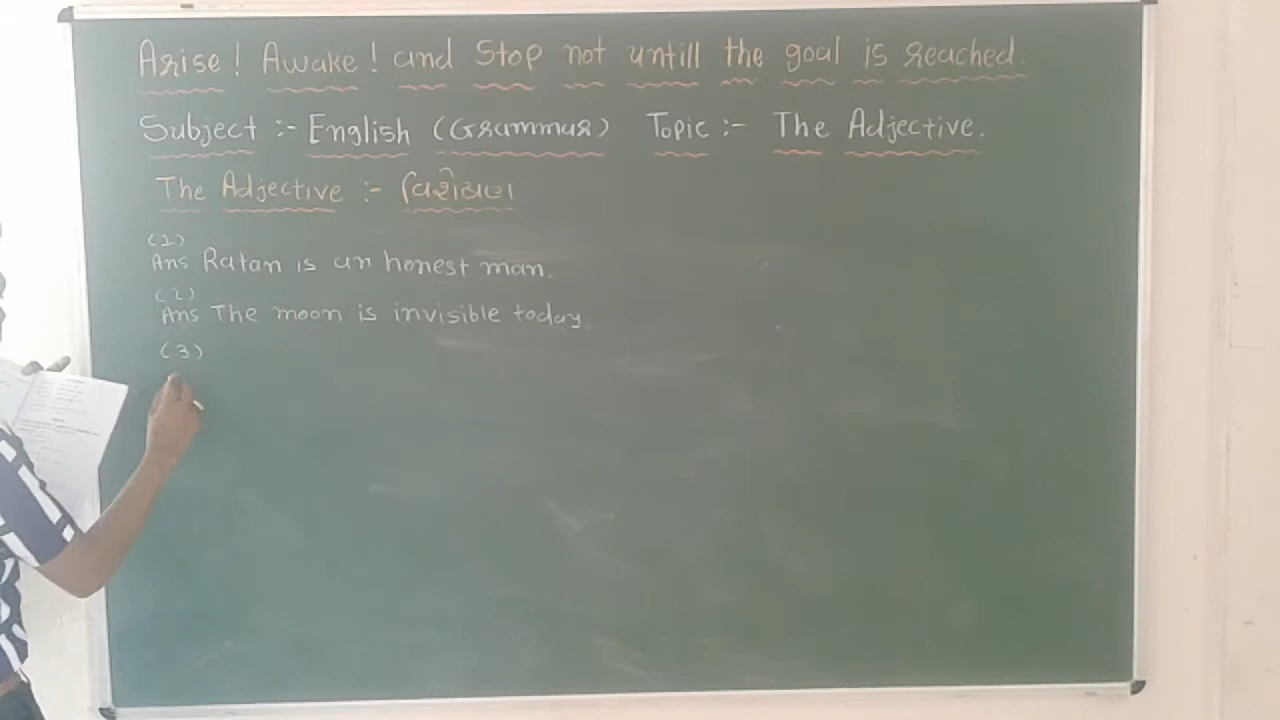 Arise! Awake! and Stop not untill the goal is reached.
Subject :- English (Grammar) Topic :- The Adjective.
The Adjective :- વિશેષણ
(1)
Ans Ratan is an honest man.
(2)
Ans The moon is invisible today.
(3)